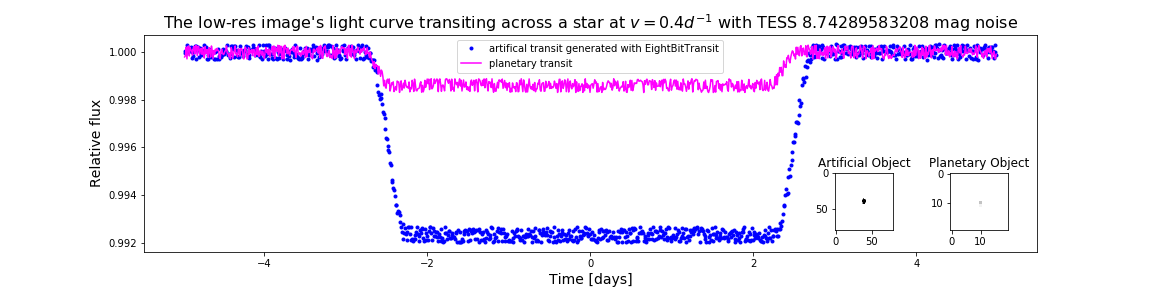 The low-res image's light curve transiting across a star at v = 0.4d⁻¹ with TESS 8.74289583208 mag noise
artifical transit generated with EightBitTransit
planetary transit
Relative flux
1.000
0.998
0.996
0.994
0.992
−4
−2
0
2
4
Time [days]
Artificial Object
0
50
0
50
Planetary Object
0
10
0
10